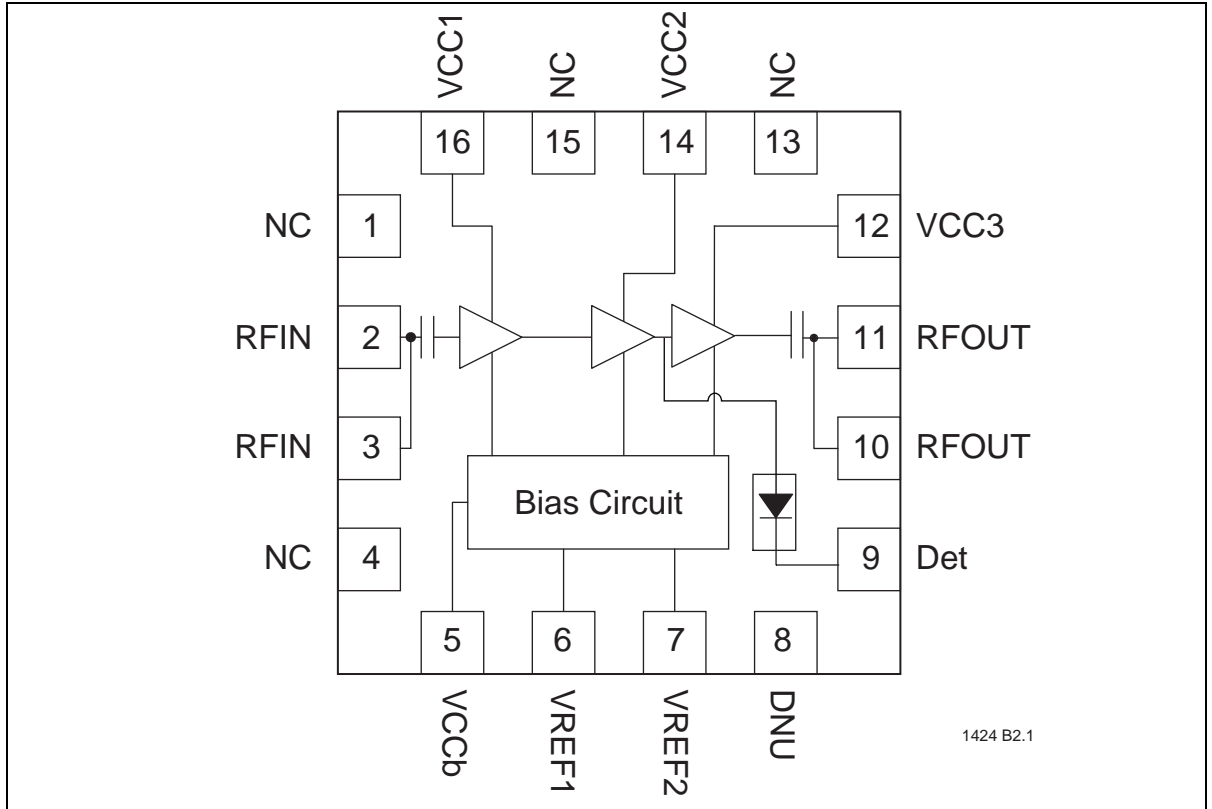 VCC1
NC
VCC2
NC
16
15
14
13
NC
1
12
VCC3
RFIN
2
11
RFOUT
RFIN
3
10
RFOUT
Bias Circuit
NC
4
9
Det
5
6
7
8
VCCb
VREF1
VREF2
DNU
1424 B2.1